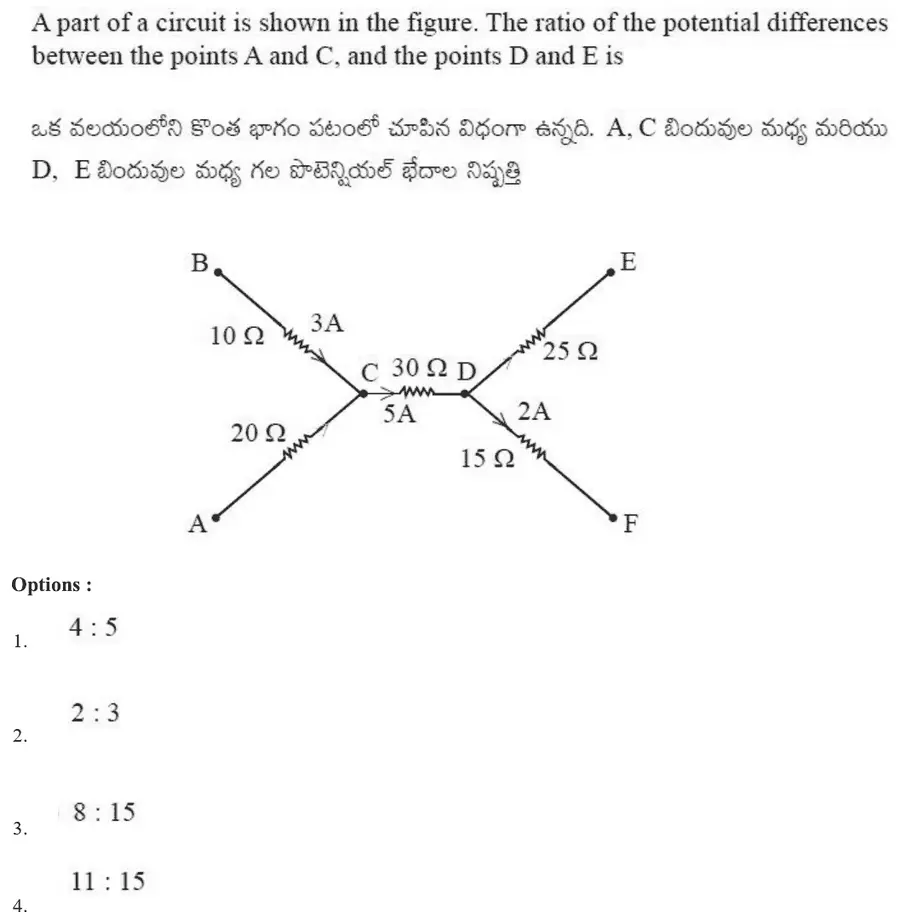 A part of a circuit is shown in the figure. The ratio of the potential differences
between the points A and C, and the points D and E is
ఒక వలయంలోని కొంత భాగం పటంలో చూపిన విధంగా ఉన్నది. A, C బిందువుల మధ్య మరియు
D, E బిందువుల మధ్య గల పొటెన్షియల్ భేదాల నిష్పత్తి
B
E
10 Ω
3A
25 Ω
C
30 Ω
D
5A
2A
20 Ω
15 Ω
A
F
Options :
1. 4 : 5
2. 2 : 3
3. 8 : 15
4. 11 : 15